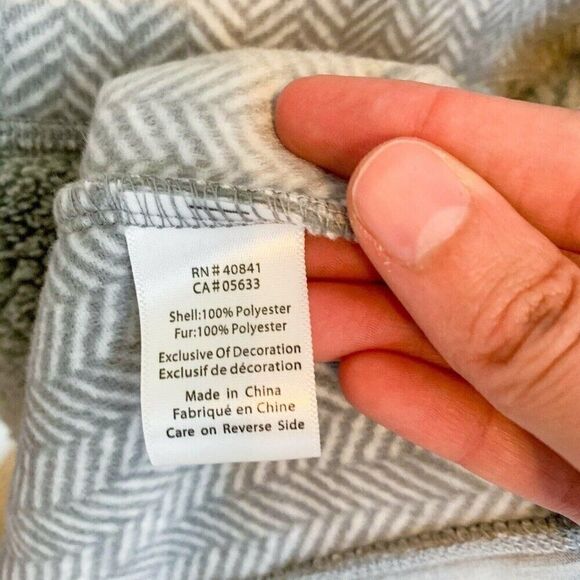 RN#40841
CA#05633
Shell:100% Polyester
Fur:100% Polyester
Exclusive Of Decoration
Exclusif de décoration
Made in China
Fabriqué en Chine
Care on Reverse Side